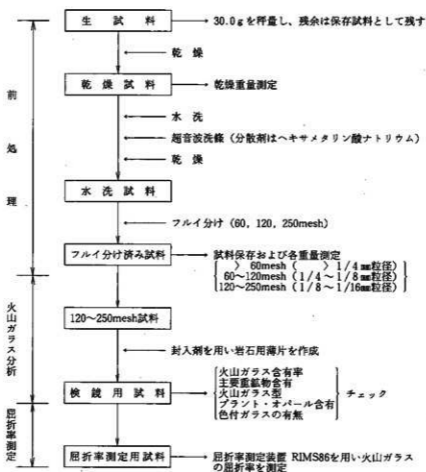 生試料
30.0gを秤量し、残余は保存試料として残す
乾燥
乾燥試料
乾燥重量測定
水洗
超音波洗滌（分散剤はヘキサメタリン酸ナトリウム）
乾燥
水洗試料
フルイ分け（60, 120, 250mesh）
フルイ分け済み試料
試料保存および各重量測定
〉 60mesh（ 〉1/4㎜粒径）
60～120mesh（1/4～1/8㎜粒径）
120～250mesh（1/8～1/16㎜粒径）
120～250mesh試料
封入剤を用い岩石用薄片を作成
検鏡用試料
火山ガラス含有率
主要重鉱物含有
火山ガラス型
プラント・オパール含有
色付ガラスの有無
チェック
屈折率測定用試料
屈折率測定装置 RIMS86を用い火山ガラス
の屈折率を測定
前処理
火山ガラス分析
屈折率測定